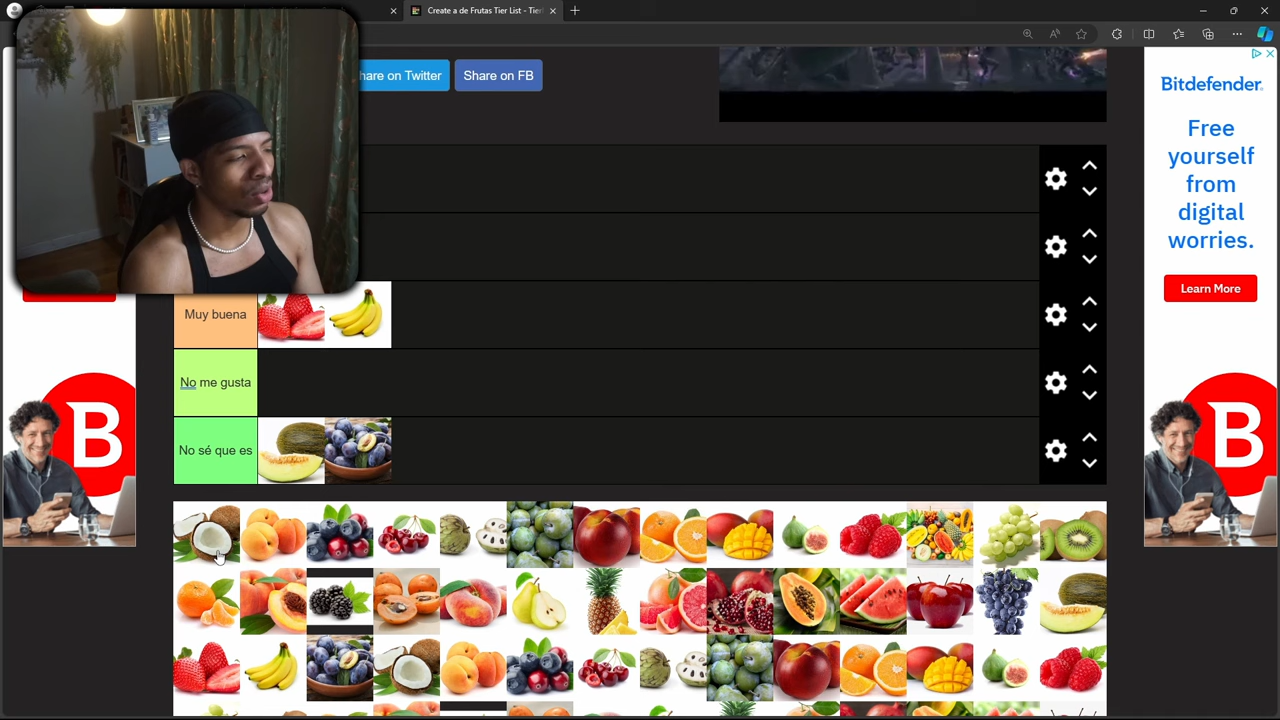 Create a de Frutas Tier List - Tier
hare on Twitter
Share on FB
Bitdefender
Free
yourself
from
digital
worries.
Learn More
Muy buena
No me gusta
No sé que es
B
B